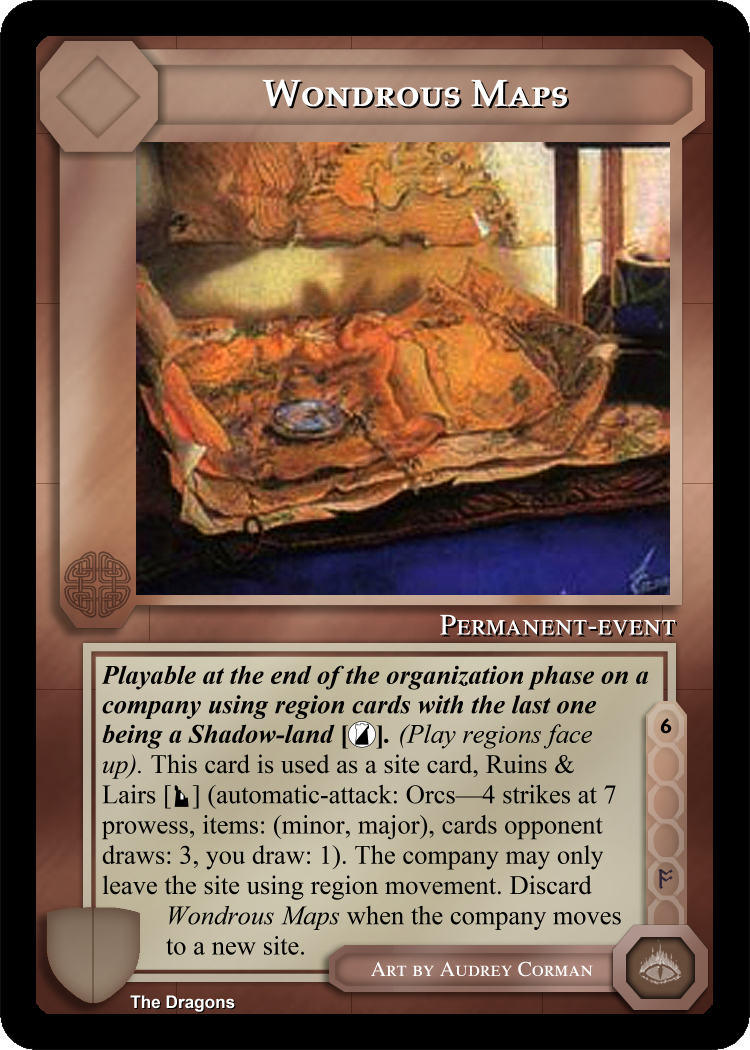 Wondrous Maps
Permanent-event
Playable at the end of the organization phase on a
company using region cards with the last one
being a Shadow-land [ ]. (Play regions face
up). This card is used as a site card, Ruins &
Lairs [ ] (automatic-attack: Orcs—4 strikes at 7
prowess, items: (minor, major), cards opponent
draws: 3, you draw: 1). The company may only
leave the site using region movement. Discard
Wondrous Maps when the company moves
to a new site.
6
Art by Audrey Corman
The Dragons